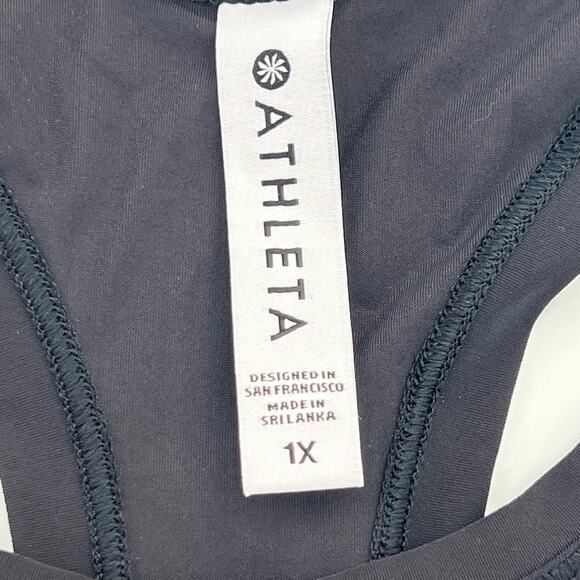 ATHLETA
DESIGNED IN
SAN FRANCISCO
MADE IN
SRI LANKA
1X